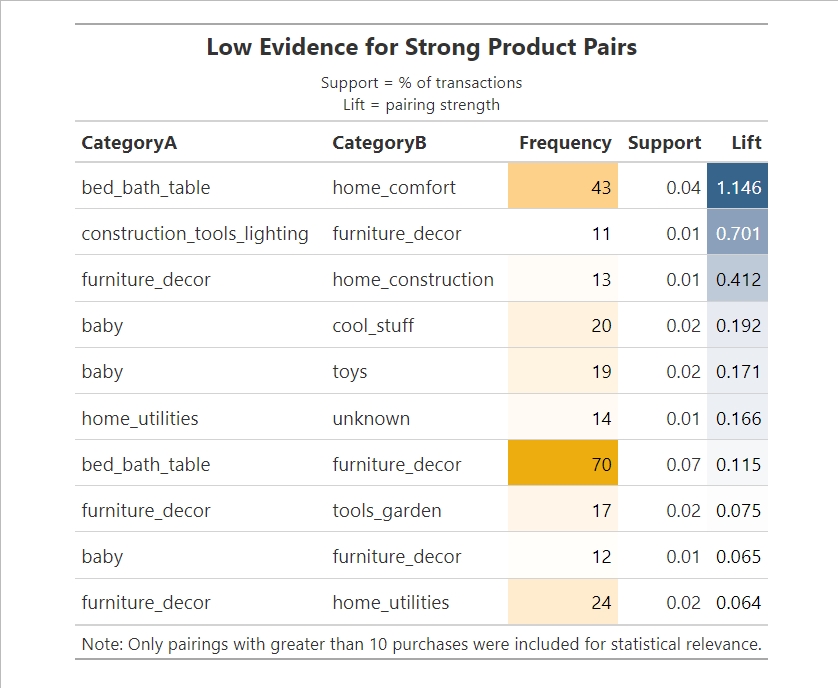 Low Evidence for Strong Product Pairs
Support = % of transactions
Lift = pairing strength
CategoryA CategoryB Frequency Support Lift
bed_bath_table home_comfort 43 0.04 1.146
construction_tools_lighting furniture_decor 11 0.01 0.701
furniture_decor home_construction 13 0.01 0.412
baby cool_stuff 20 0.02 0.192
baby toys 19 0.02 0.171
home_utilities unknown 14 0.01 0.166
bed_bath_table furniture_decor 70 0.07 0.115
furniture_decor tools_garden 17 0.02 0.075
baby furniture_decor 12 0.01 0.065
furniture_decor home_utilities 24 0.02 0.064
Note: Only pairings with greater than 10 purchases were included for statistical relevance.